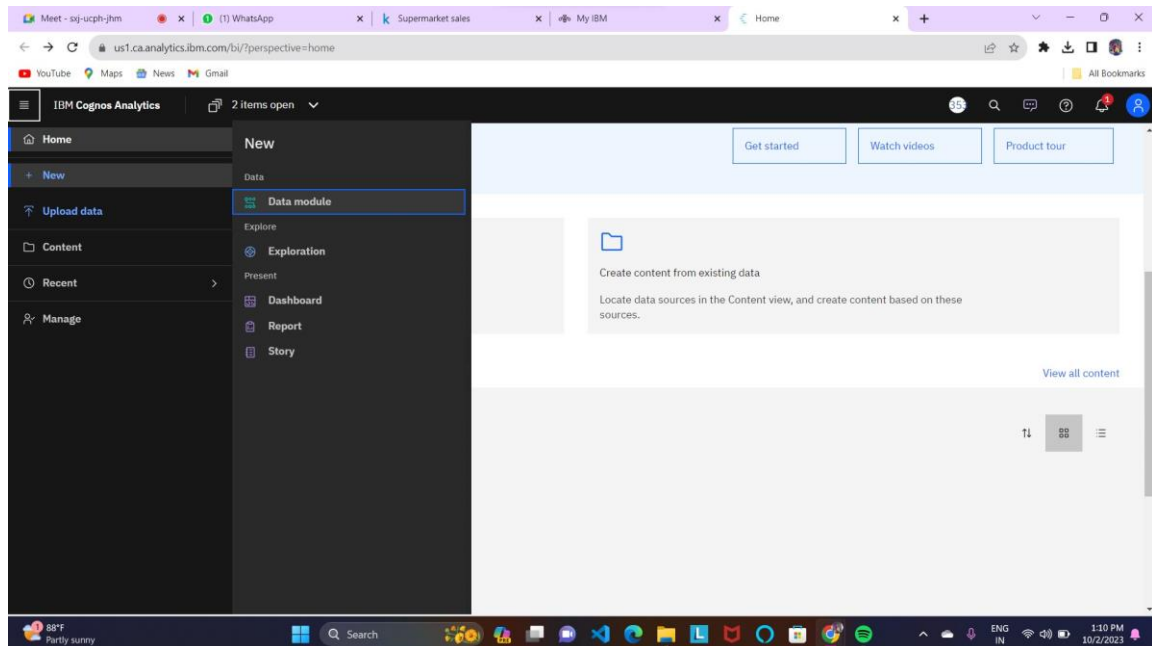 Meet - sxj-ucph-jhm
(1) WhatsApp
Supermarket sales
My IBM
Home
us1.ca.analytics.ibm.com/bi/?perspective=home
YouTube
Maps
News
Gmail
All Bookmarks
IBM Cognos Analytics
2 items open
353
1
Home
New
Upload data
Content
Recent
Manage
New
Data
Data module
Explore
Exploration
Present
Dashboard
Report
Story
Get started
Watch videos
Product tour
Create content from existing data
Locate data sources in the Content view, and create content based on these
sources.
View all content
1
88°F
Partly sunny
Search
ENG
IN
1:10 PM
10/2/2023